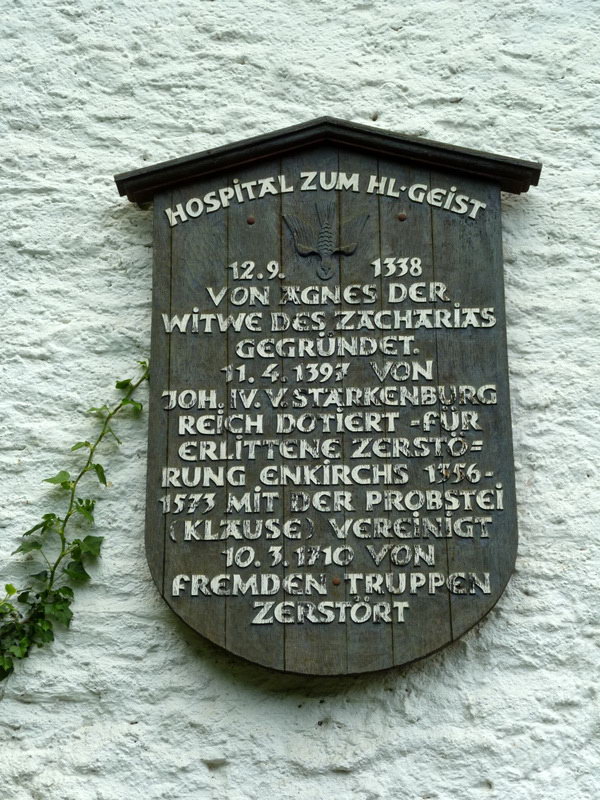 HOSPITAL ZUM HL·GEIST
12.9. 1338
VON AGNES DER
WITWE DES ZACHARIAS
GEGRÜNDET.
11.4.1397 VON
JOH. IV. V. STARKENBURG
REICH DOTIERT -FÜR
ERLITTENE ZERSTÖ=
RUNG ENKIRCHS 1356-
1573 MIT DER PROBSTEI
(KLAUSE) VEREINIGT
10.3.1710 VON
FREMDEN TRUPPEN
ZERSTÖRT